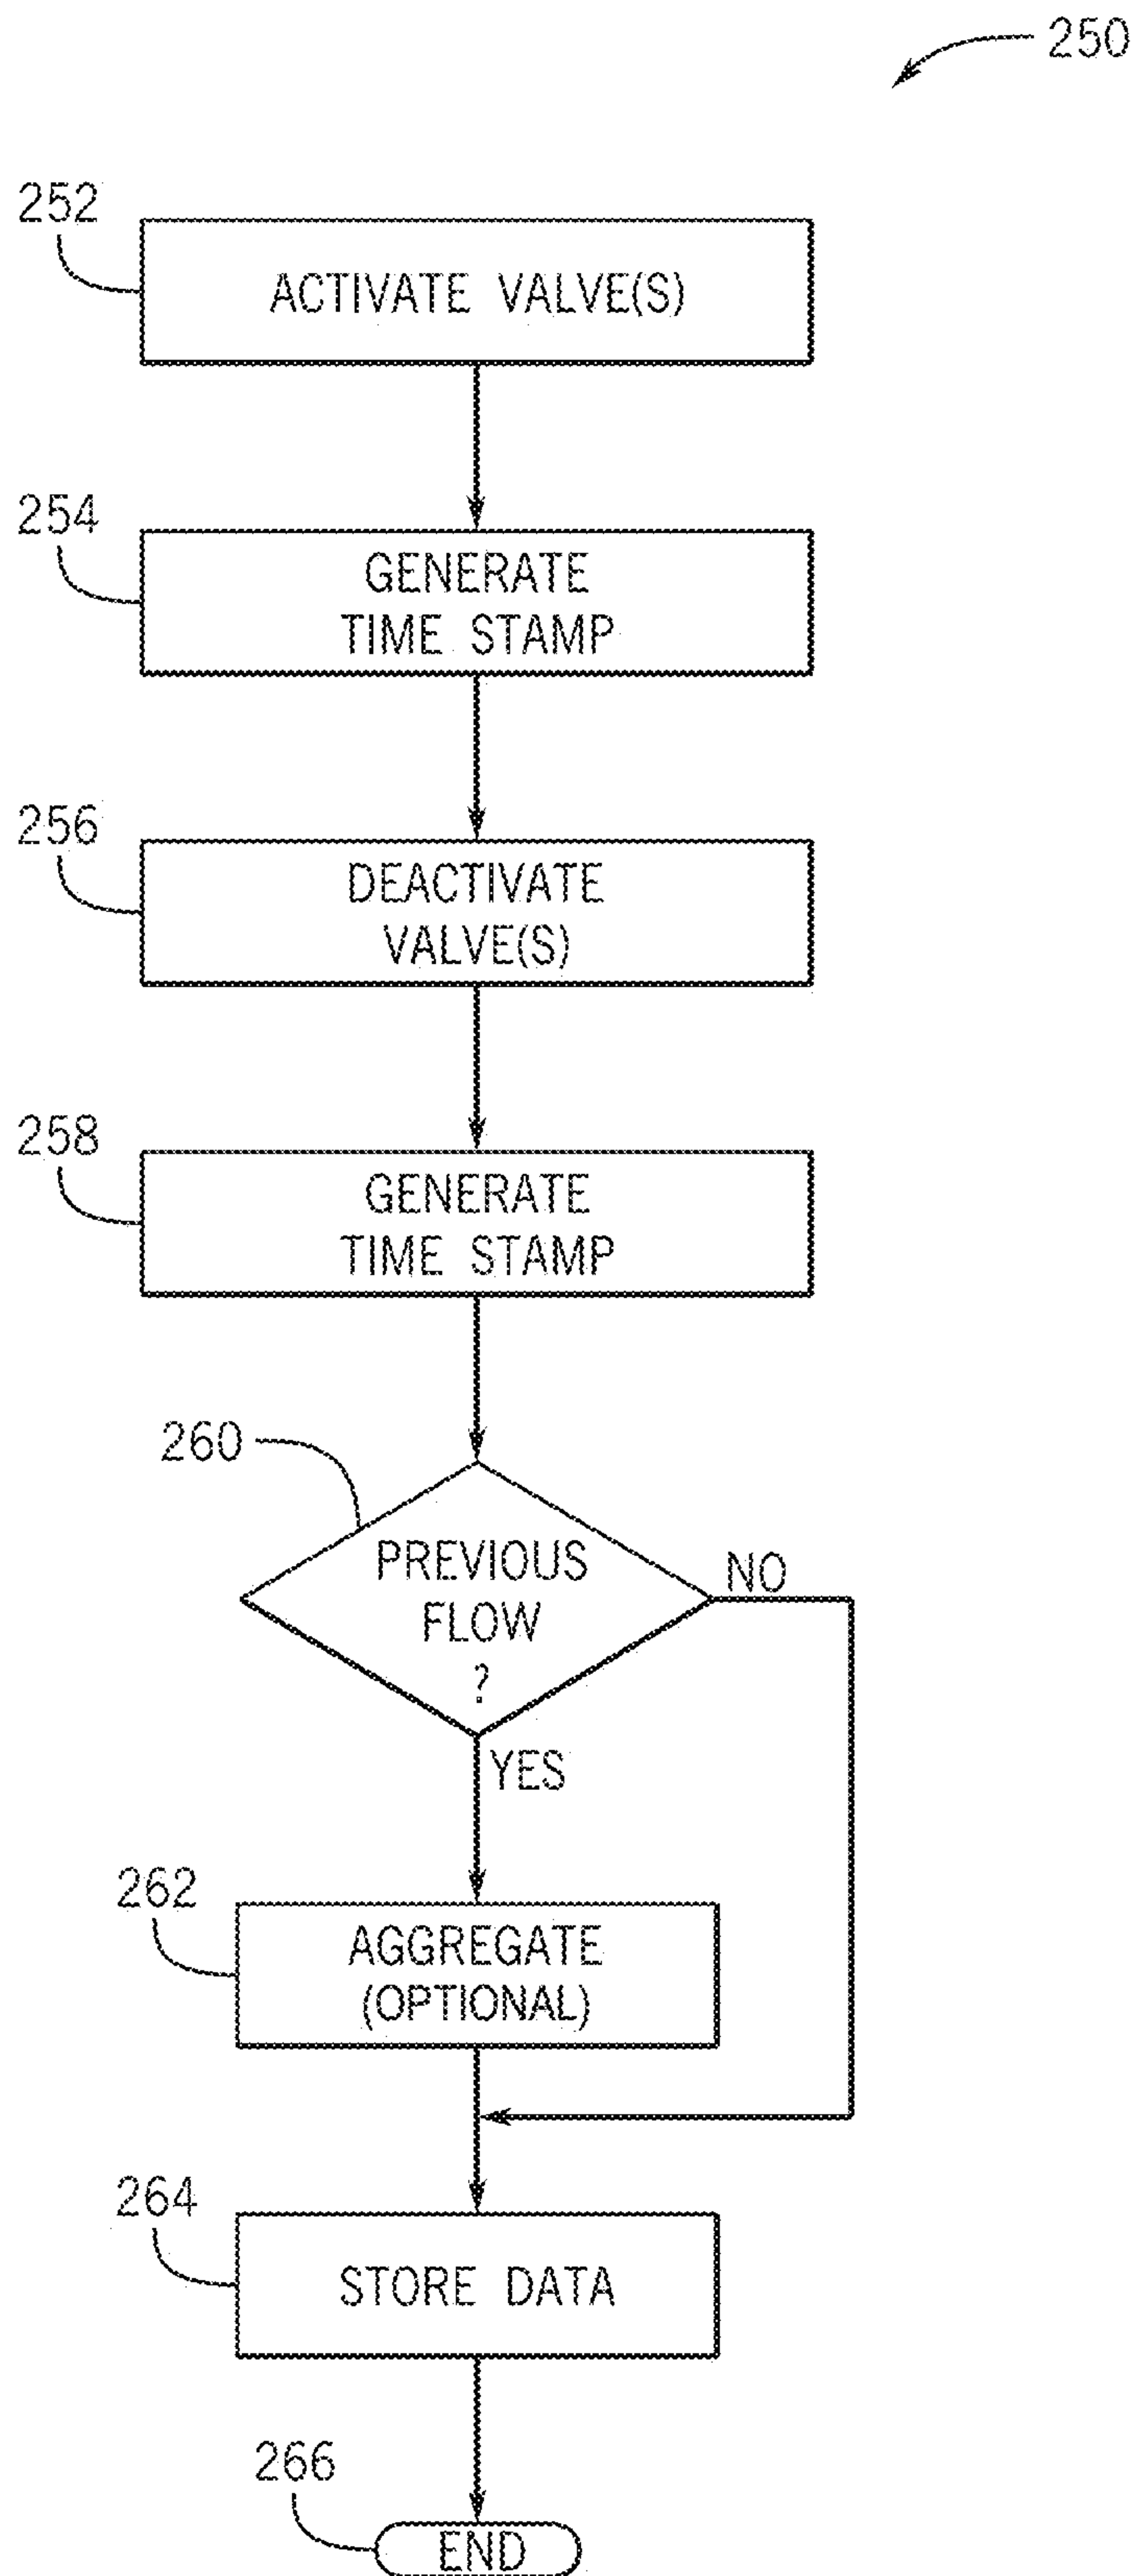 250
252
ACTIVATE VALVE(S)
254
GENERATE
TIME STAMP
256
DEACTIVATE
VALVE(S)
258
GENERATE
TIME STAMP
260
PREVIOUS
FLOW
?
NO
YES
262
AGGREGATE
(OPTIONAL)
264
STORE DATA
266
END